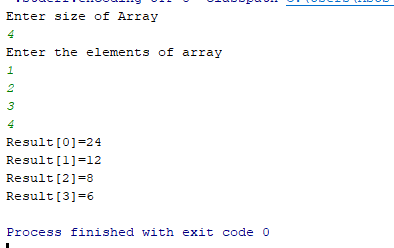 Enter size of Array
4
Enter the elements of array
1
2
3
4
Result[0]=24
Result[1]=12
Result[2]=8
Result[3]=6
Process finished with exit code 0